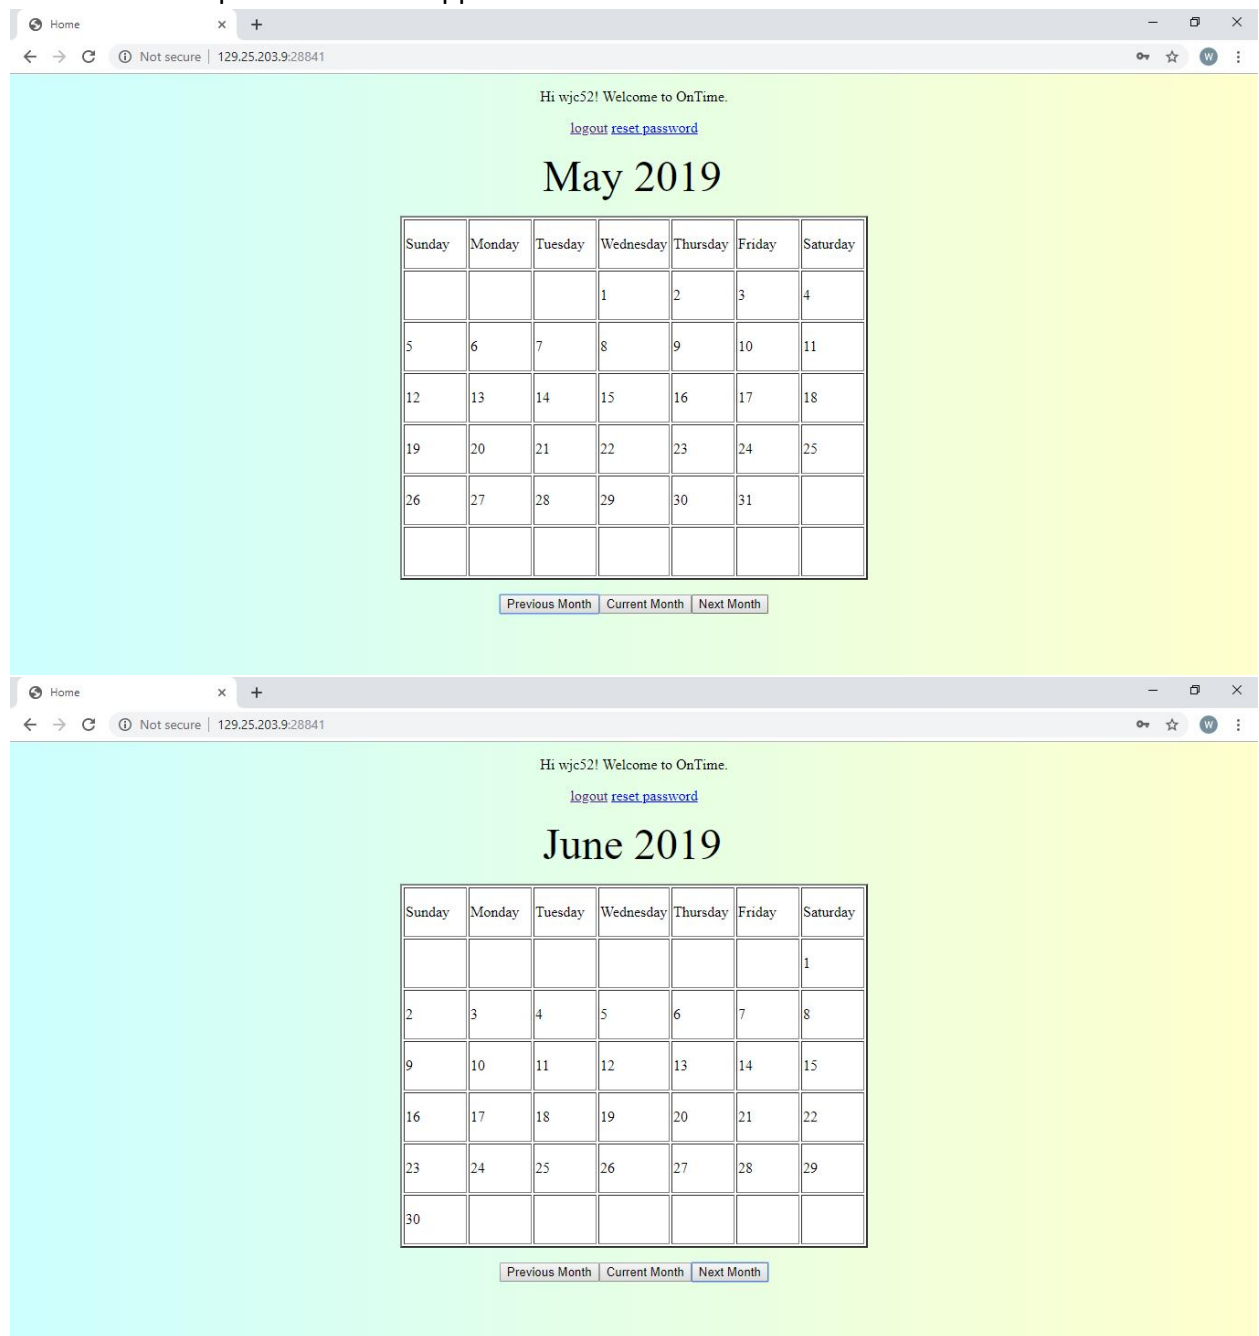 Home
Not secure | 129.25.203.9:28841
W
Hi wjc52! Welcome to OnTime.
logout reset password
May 2019
Sunday Monday Tuesday Wednesday Thursday Friday Saturday
1 2 3 4
5 6 7 8 9 10 11
12 13 14 15 16 17 18
19 20 21 22 23 24 25
26 27 28 29 30 31
Previous Month Current Month Next Month
Home
Not secure | 129.25.203.9:28841
W
Hi wjc52! Welcome to OnTime.
logout reset password
June 2019
Sunday Monday Tuesday Wednesday Thursday Friday Saturday
1
2 3 4 5 6 7 8
9 10 11 12 13 14 15
16 17 18 19 20 21 22
23 24 25 26 27 28 29
30
Previous Month Current Month Next Month